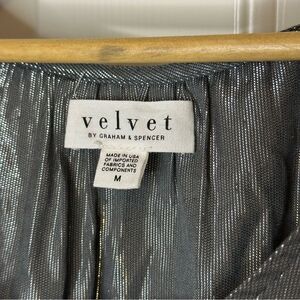 velvet
BY GRAHAM & SPENCER
MADE IN USA
OF IMPORTED
FABRICS AND
COMPONENTS
M